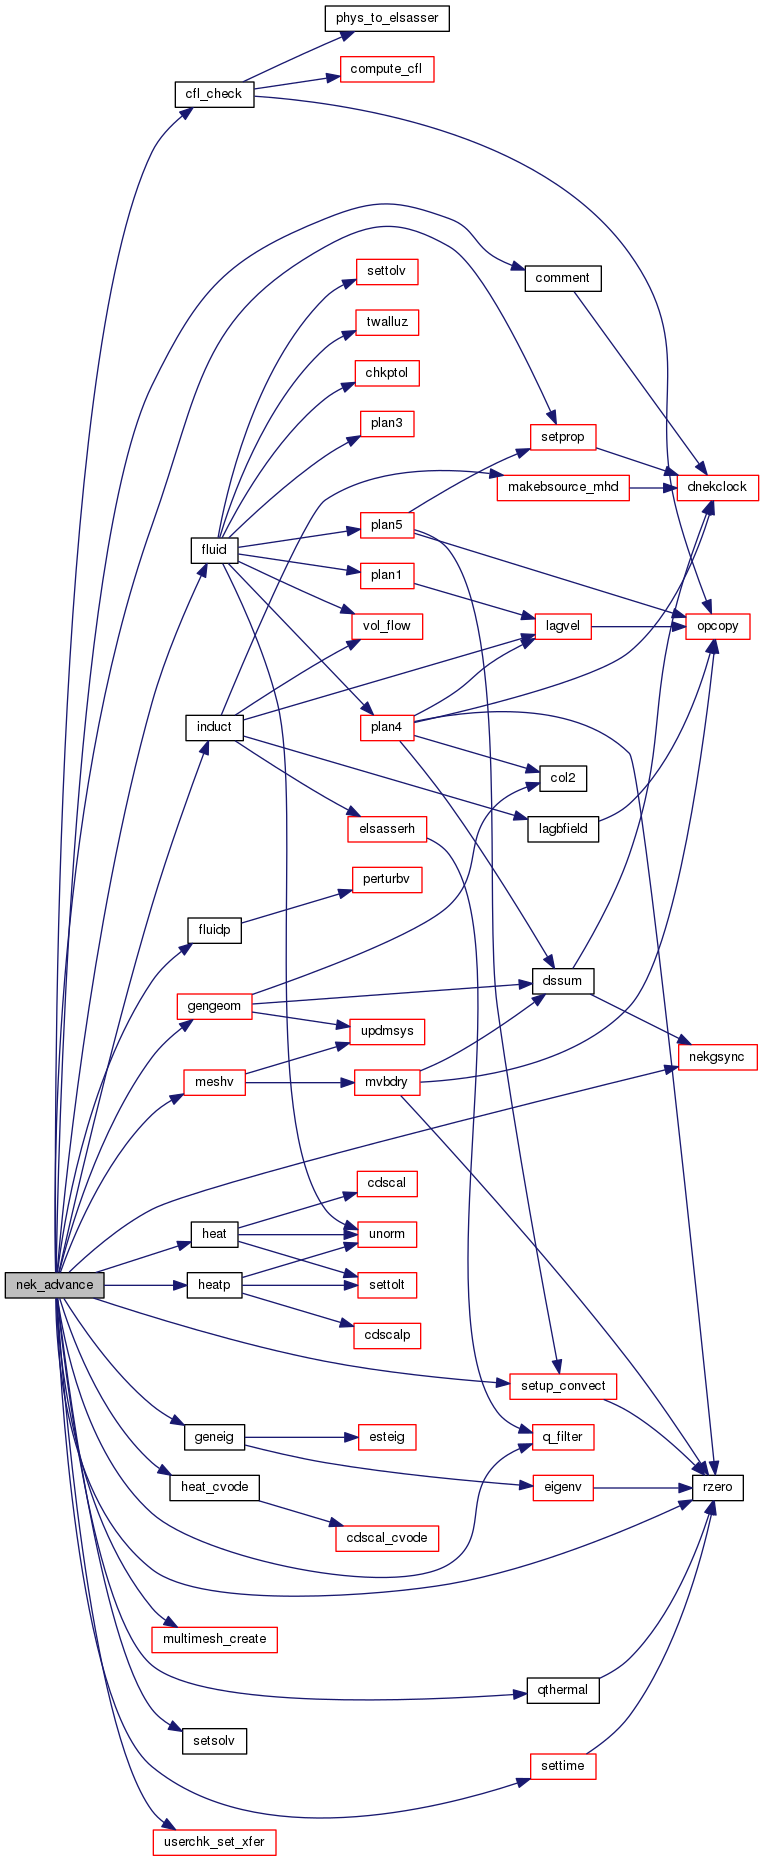 phys_to_elsasser
compute_cfl
cfl_check
settolv
comment
twalluz
chkptol
plan3
setprop
makebsource_mhd
dnekclock
plan5
fluid
plan1
vol_flow
lagvel
opcopy
induct
plan4
col2
elsasserh
lagbfield
perturbv
fluidp
dssum
gengeom
updmsys
nekgsync
meshv
mvbdry
cdscal
heat
unorm
nek_advance
heatp
settolt
cdscalp
setup_convect
geneig
esteig
q_filter
heat_cvode
eigenv
rzero
cdscal_cvode
multimesh_create
qthermal
setsolv
settime
userchk_set_xfer